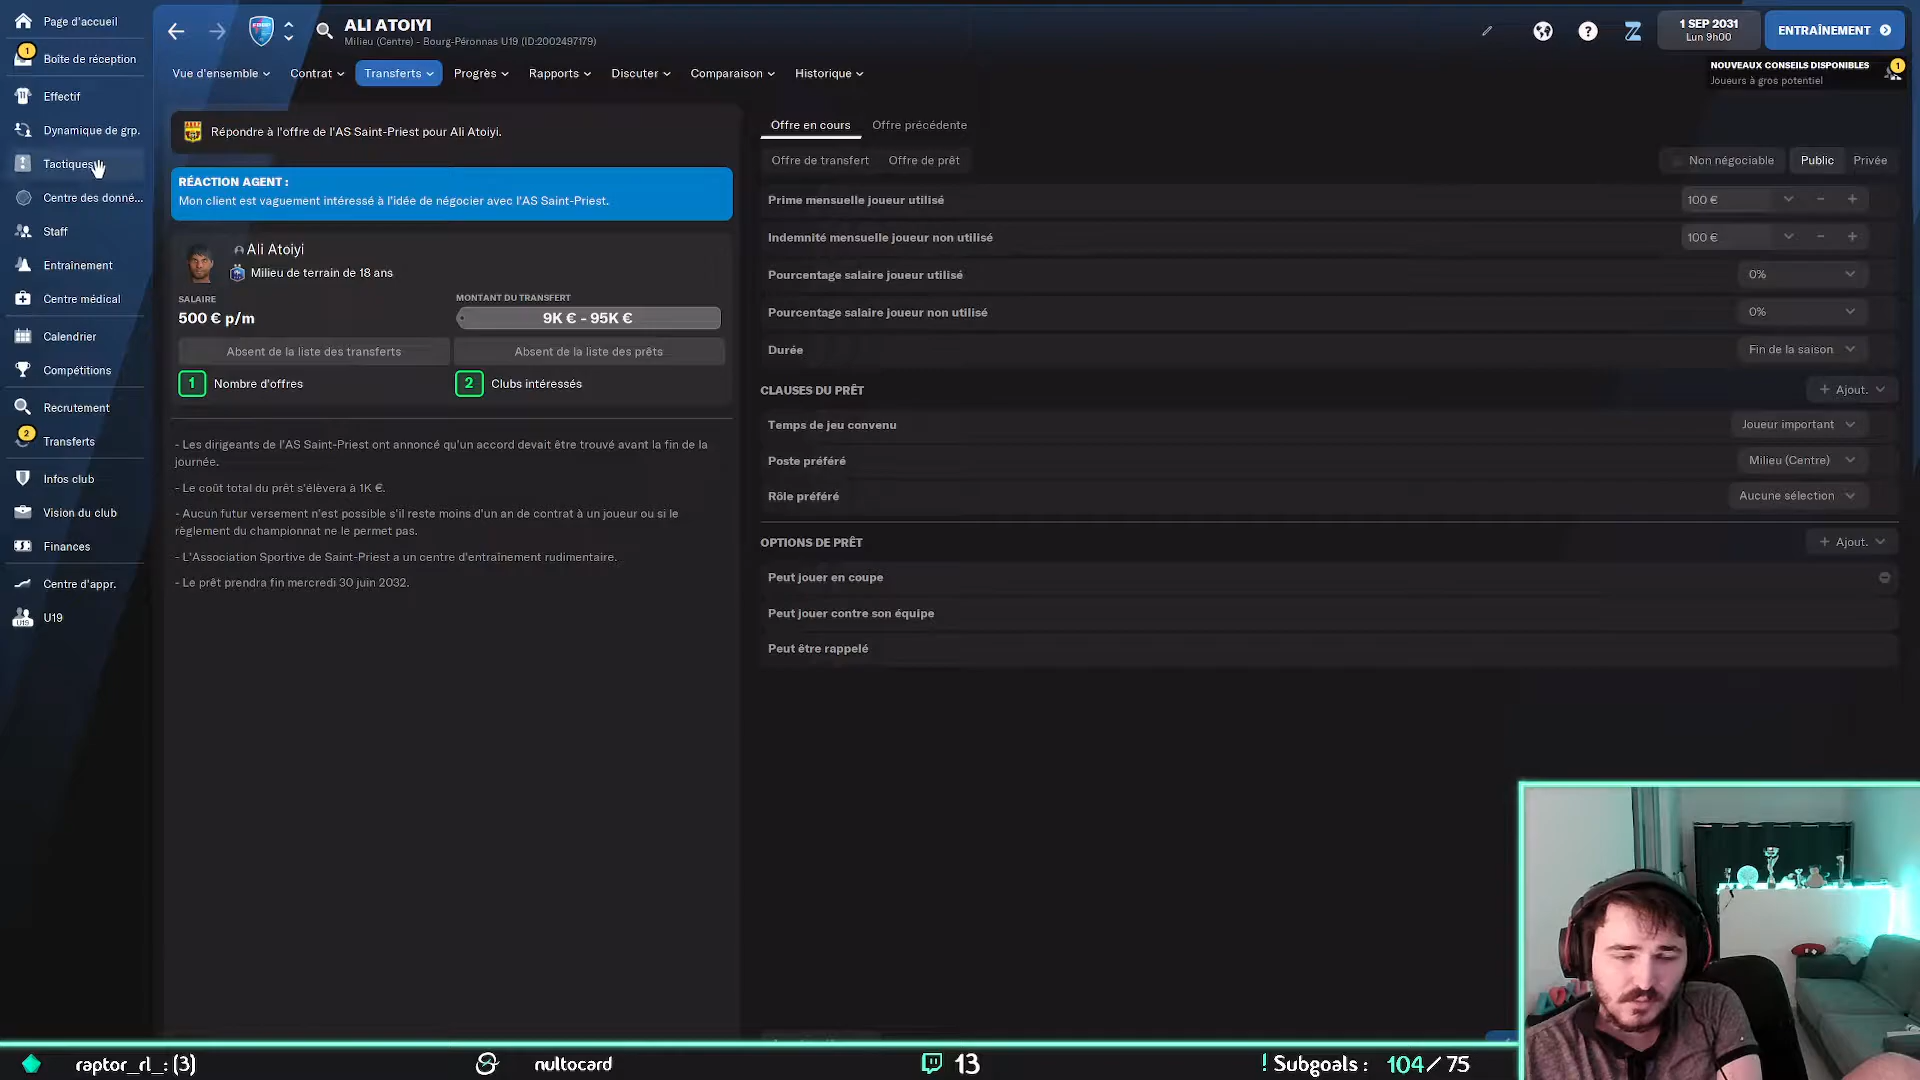 Page d'accueil
1
Boîte de réception
Effectif
Dynamique de grp.
Tactiques
Centre des donné...
Staff
Entraînement
Centre médical
Calendrier
Compétitions
Recrutement
2
Transferts
Infos club
Vision du club
Finances
Centre d'appr.
U19
ALI ATOIYI
Milieu (Centre) - Bourg-Péronnas U19 (ID:2002497179)
1 SEP 2031
Lun 9h00
ENTRAÎNEMENT
Vue d'ensemble
Contrat
Transferts
Progrès
Rapports
Discuter
Comparaison
Historique
NOUVEAUX CONSEILS DISPONIBLES
Joueurs à gros potentiel
1
Répondre à l'offre de l'AS Saint-Priest pour Ali Atoiyi.
RÉACTION AGENT :
Mon client est vaguement intéressé à l'idée de négocier avec l'AS Saint-Priest.
Ali Atoiyi
Milieu de terrain de 18 ans
SALAIRE
500 € p/m
MONTANT DU TRANSFERT
9K € - 95K €
Absent de la liste des transferts
Absent de la liste des prêts
1 Nombre d'offres
2 Clubs intéressés
- Les dirigeants de l'AS Saint-Priest ont annoncé qu'un accord devait être trouvé avant la fin de la
journée.
- Le coût total du prêt s'élèvera à 1K €.
- Aucun futur versement n'est possible s'il reste moins d'un an de contrat à un joueur ou si le
règlement du championnat ne le permet pas.
- L'Association Sportive de Saint-Priest a un centre d'entraînement rudimentaire.
- Le prêt prendra fin mercredi 30 juin 2032.
Offre en cours
Offre précédente
Offre de transfert
Offre de prêt
Non négociable
Public
Privée
Prime mensuelle joueur utilisé
100 €
Indemnité mensuelle joueur non utilisé
100 €
Pourcentage salaire joueur utilisé
0%
Pourcentage salaire joueur non utilisé
0%
Durée
Fin de la saison
CLAUSES DU PRÊT
+ Ajout.
Temps de jeu convenu
Joueur important
Poste préféré
Milieu (Centre)
Rôle préféré
Aucune sélection
OPTIONS DE PRÊT
+ Ajout.
Peut jouer en coupe
Peut jouer contre son équipe
Peut être rappelé
raptor_rl_: (3)
nultocard
13
! Subgoals : 104 / 75